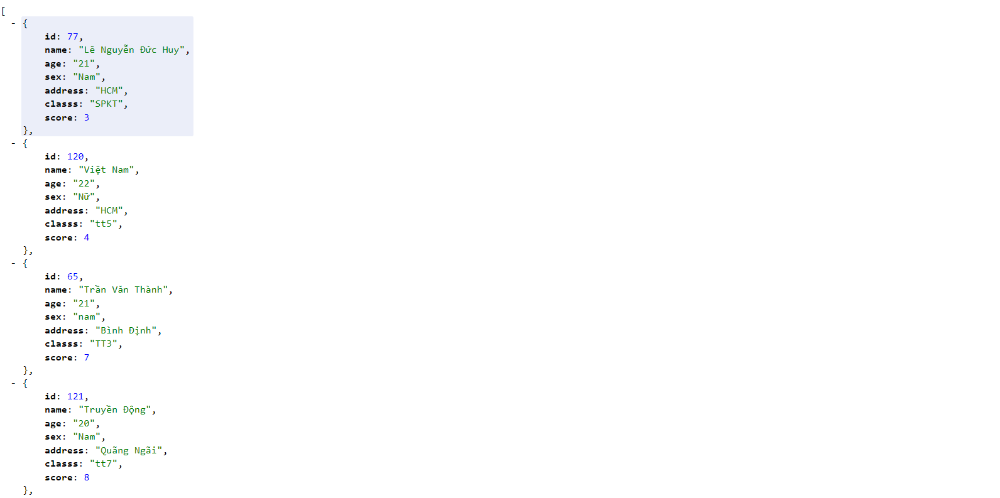 [
- {
id: 77,
name: "Lê Nguyễn Đức Huy",
age: "21",
sex: "Nam",
address: "HCM",
classs: "SPKT",
score: 3
},
- {
id: 120,
name: "Việt Nam",
age: "22",
sex: "Nữ",
address: "HCM",
classs: "tt5",
score: 4
},
- {
id: 65,
name: "Trần Văn Thành",
age: "21",
sex: "nam",
address: "Bình Định",
classs: "TT3",
score: 7
},
- {
id: 121,
name: "Truyền Động",
age: "20",
sex: "Nam",
address: "Quãng Ngãi",
classs: "tt7",
score: 8
},